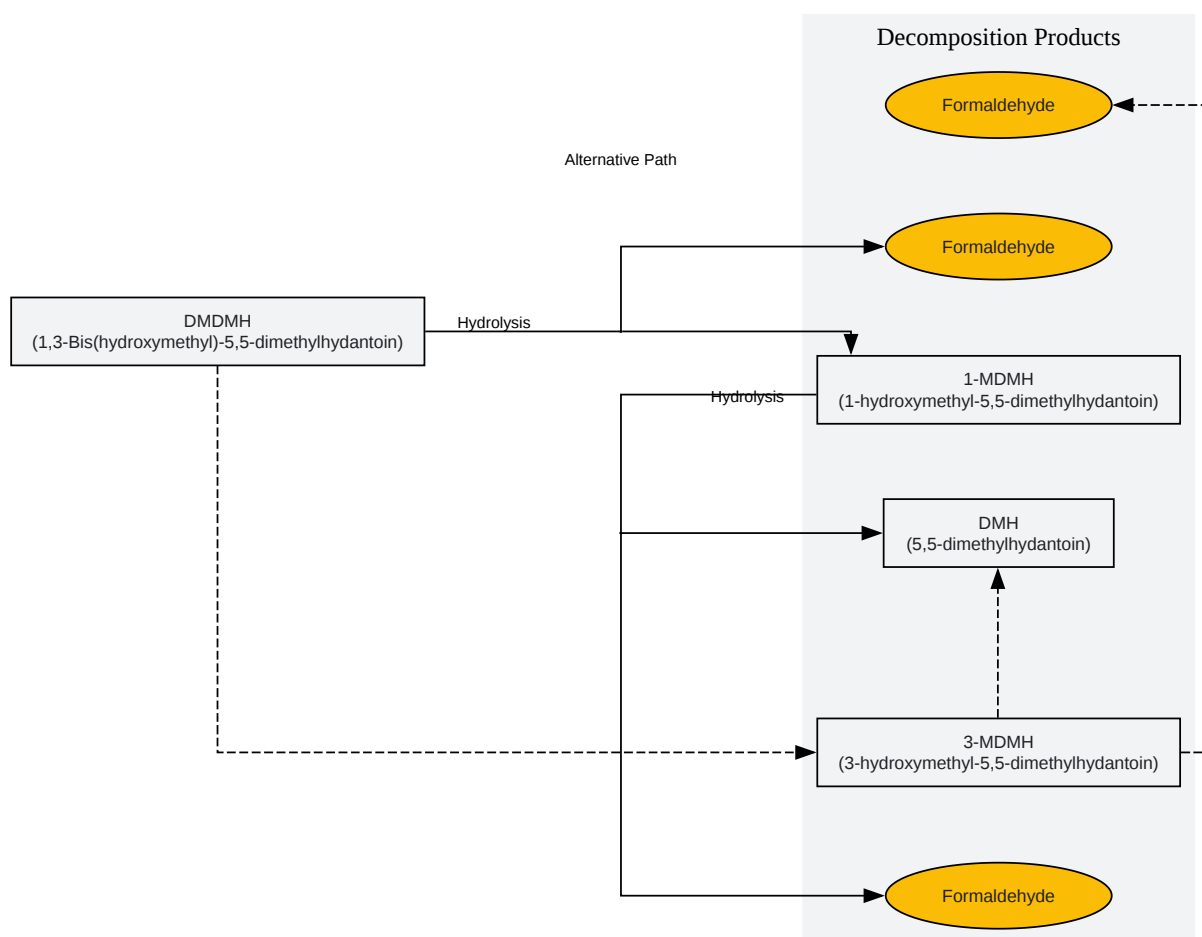 Decomposition Products
Formaldehyde
Alternative Path
Formaldehyde
DMDMH
(1,3-Bis(hydroxymethyl)-5,5-dimethylhydantoin)
Hydrolysis
1-MDMH
(1-hydroxymethyl-5,5-dimethylhydantoin)
Hydrolysis
DMH
(5,5-dimethylhydantoin)
3-MDMH
(3-hydroxymethyl-5,5-dimethylhydantoin)
Formaldehyde